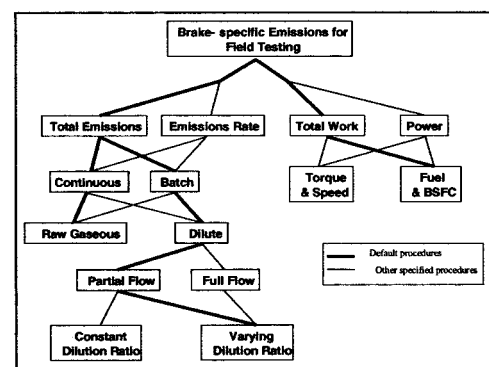 Brake- specific Emissions for
Field Testing
Total Emissions
Emissions Rate
Total Work
Power
Continuous
Batch
Torque
& Speed
Fuel
& BSFC
Raw Gaseous
Dilute
Default procedures
Other specified procedures
Partial Flow
Full Flow
Constant
Dilution Ratio
Varying
Dilution Ratio